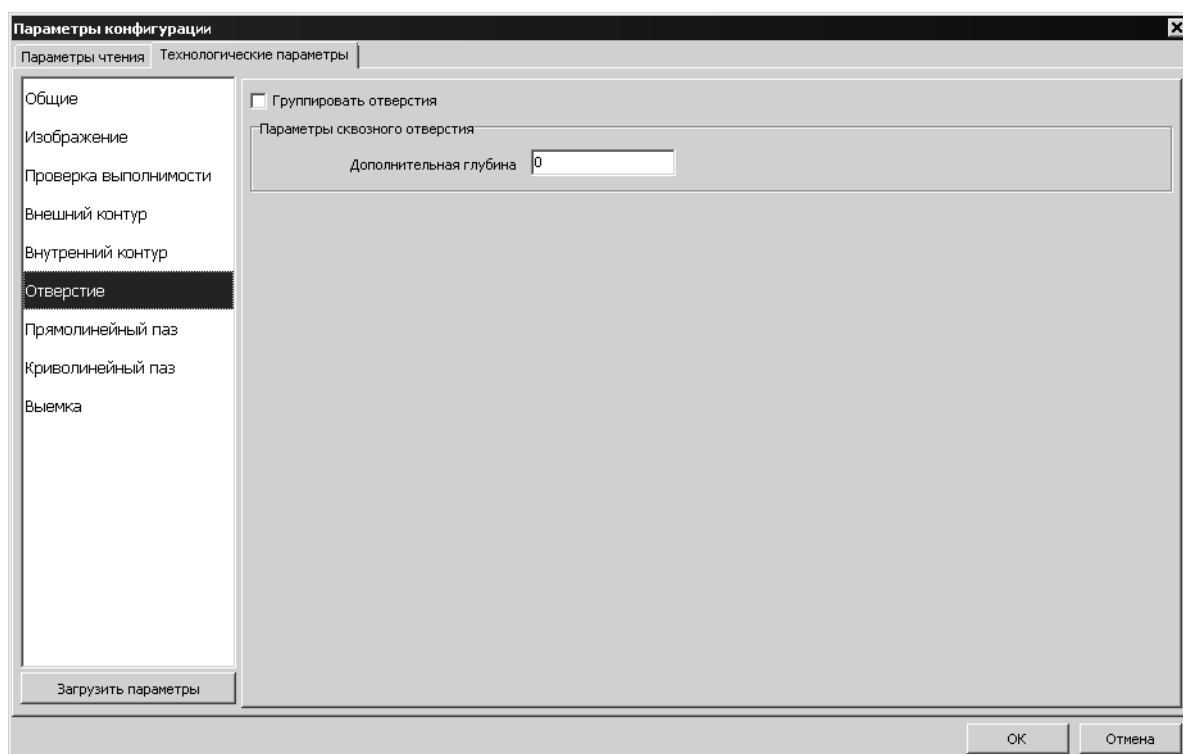 Параметры конфигурации
Параметры чтения Технологические параметры
Общие
Изображение
Проверка выполнимости
Внешний контур
Внутренний контур
Отверстие
Прямолинейный паз
Криволинейный паз
Выемка
Загрузить параметры
Группировать отверстия
Параметры сквозного отверстия
Дополнительная глубина 0
ОК Отмена